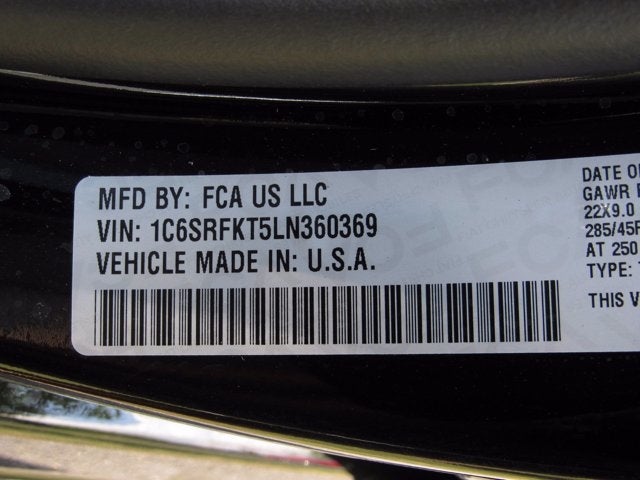 MFD BY: FCA US LLC
VIN: 1C6SRFKT5LN360369
VEHICLE MADE IN: U.S.A.
DATE OF
GAWR
22X9.0
285/45
AT 250
TYPE:
THIS V